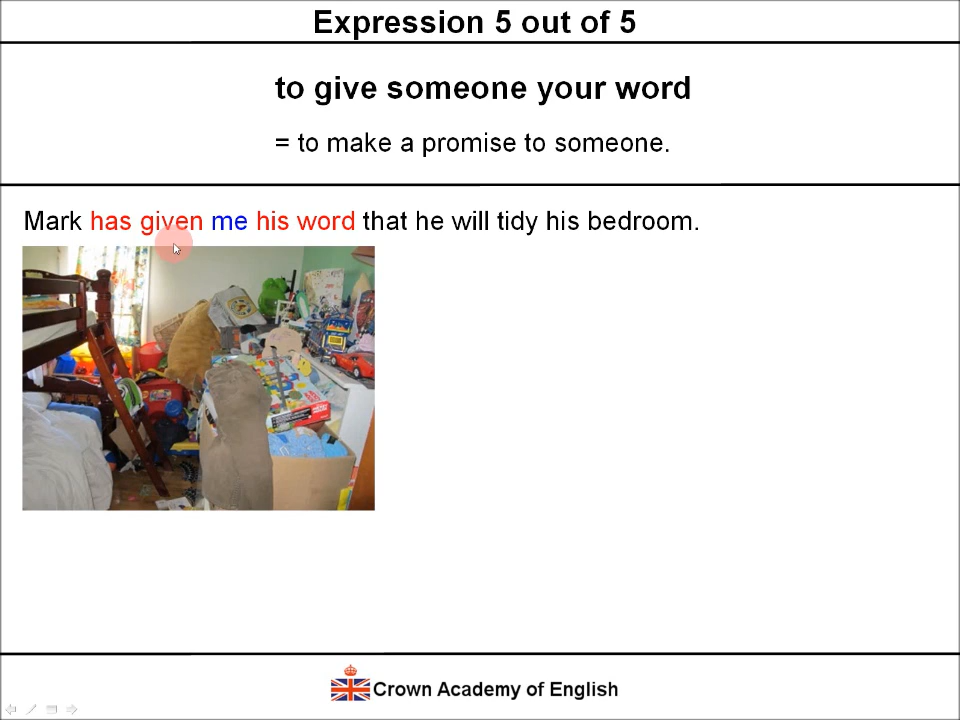 Expression 5 out of 5
to give someone your word
= to make a promise to someone.
Mark has given me his word that he will tidy his bedroom.
Crown Academy of English